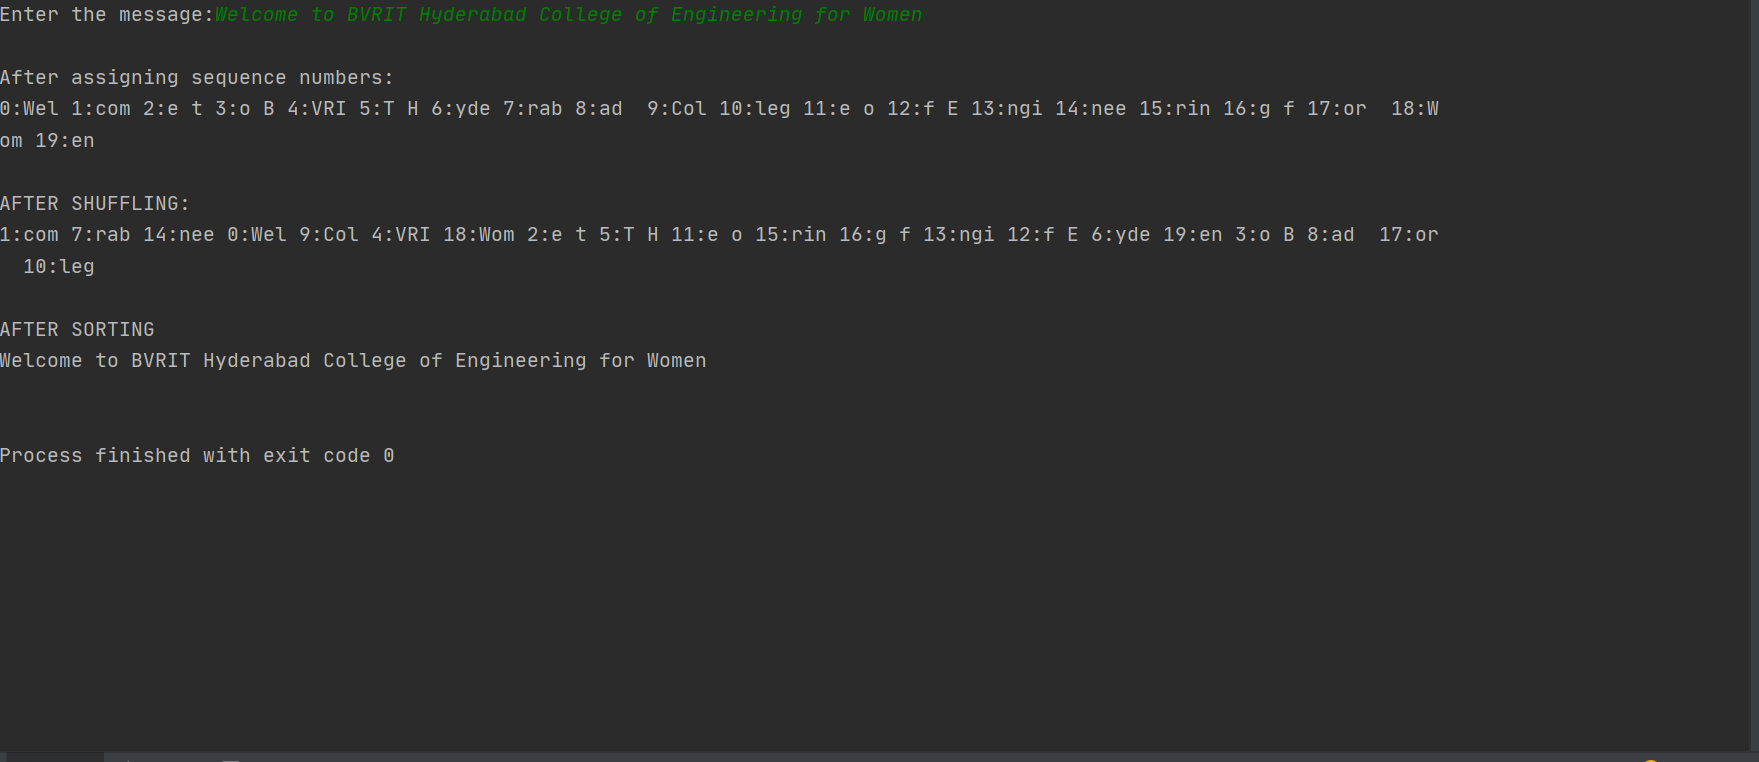 Enter the message:Welcome to BVRIT Hyderabad College of Engineering for Women
After assigning sequence numbers:
0:Wel 1:com 2:e t 3:o B 4:VRI 5:T H 6:yde 7:rab 8:ad  9:Col 10:leg 11:e o 12:f E 13:ngi 14:nee 15:rin 16:g f 17:or  18:W
om 19:en
AFTER SHUFFLING:
1:com 7:rab 14:nee 0:Wel 9:Col 4:VRI 18:Wom 2:e t 5:T H 11:e o 15:rin 16:g f 13:ngi 12:f E 6:yde 19:en 3:o B 8:ad  17:or
  10:leg
AFTER SORTING
Welcome to BVRIT Hyderabad College of Engineering for Women
Process finished with exit code 0